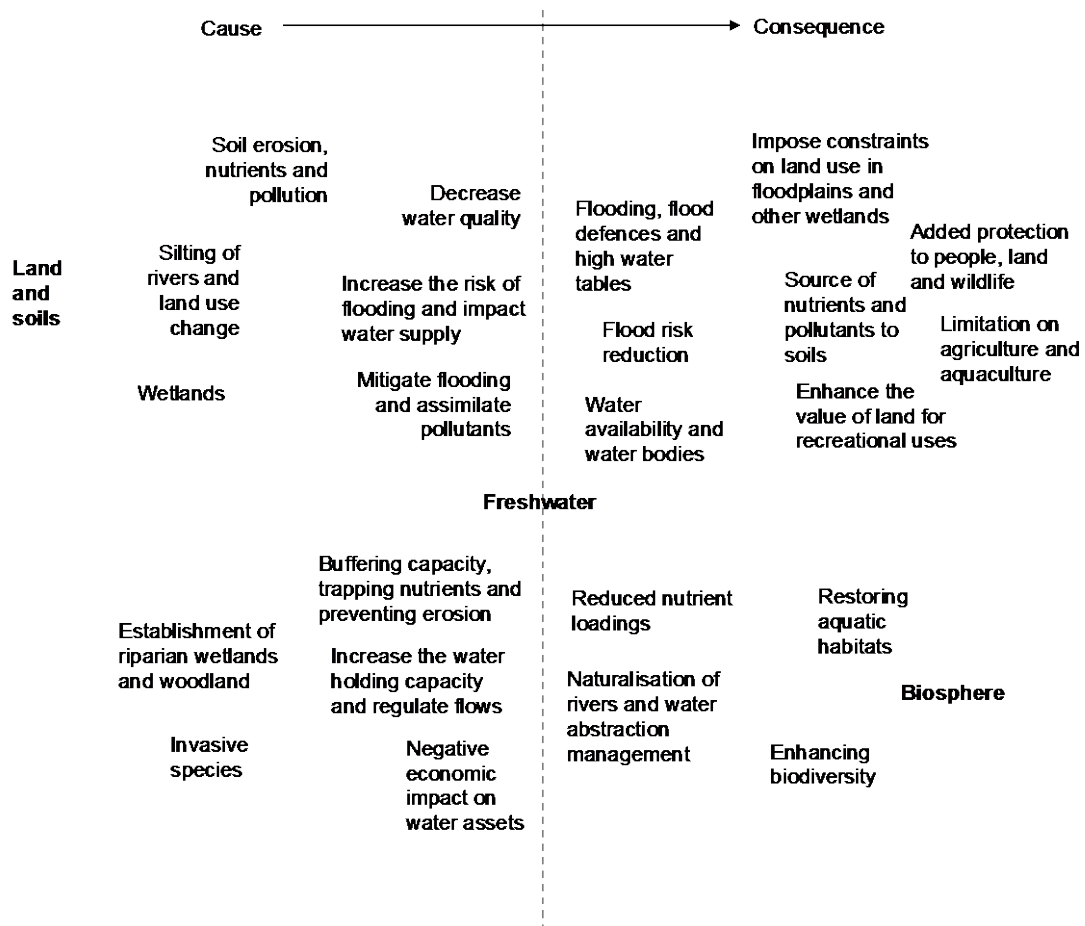 Cause
Consequence
Soil erosion,
nutrients and
pollution
Decrease
water quality
Land
and
soils
Silting of
rivers and
land use
change
Increase the risk of
flooding and impact
water supply
Wetlands
Mitigate flooding
and assimilate
pollutants
Impose constraints
on land use in
floodplains and
other wetlands
Flooding, flood
defences and
high water
tables
Added protection
to people, land
and wildlife
Source of
nutrients and
pollutants to
soils
Flood risk
reduction
Limitation on
agriculture and
aquaculture
Water
availability and
water bodies
Enhance the
value of land for
recreational uses
Freshwater
Buffering capacity,
trapping nutrients and
preventing erosion
Establishment of
riparian wetlands
and woodland
Increase the water
holding capacity
and regulate flows
Invasive
species
Negative
economic
impact on
water assets
Reduced nutrient
loadings
Restoring
aquatic
habitats
Naturalisation of
rivers and water
abstraction
management
Biosphere
Enhancing
biodiversity